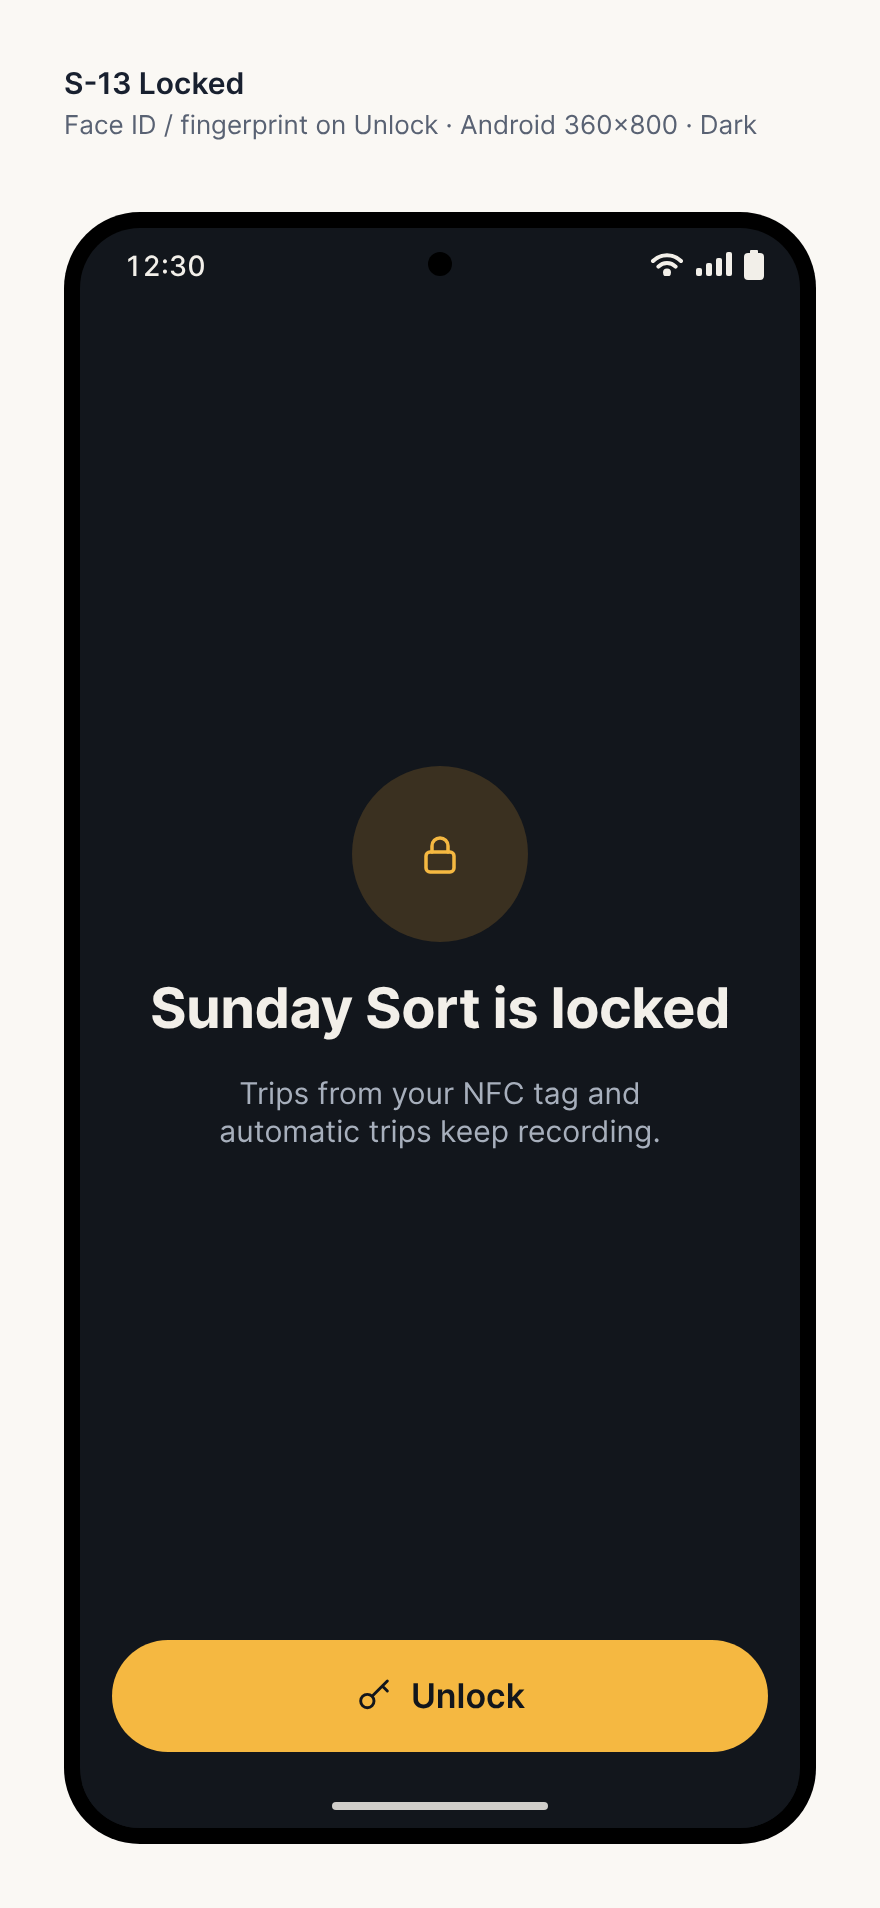 S-13 Locked
Face ID / fingerprint on Unlock · Android 360×800 · Dark
12:30
Sunday Sort is locked
Trips from your NFC tag and
automatic trips keep recording.
Unlock